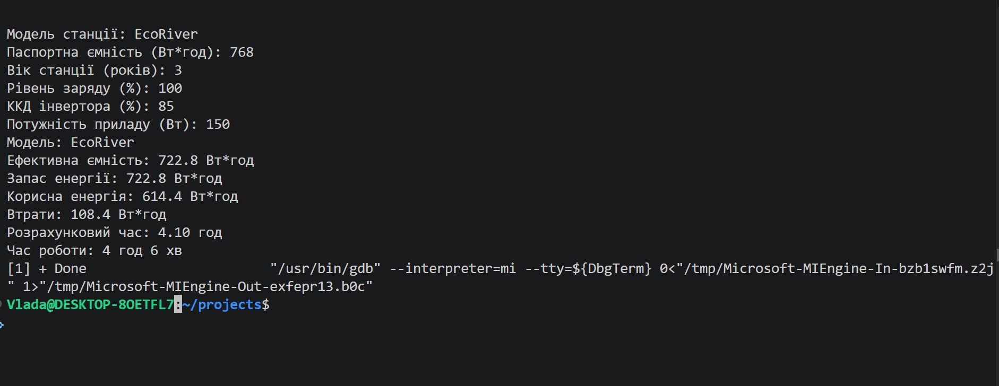 Модель станції: EcoRiver
Паспортна ємність (Вт*год): 768
Вік станції (років): 3
Рівень заряду (%): 100
ККД інвертора (%): 85
Потужність приладу (Вт): 150
Модель: EcoRiver
Ефективна ємність: 722.8 Вт*год
Запас енергії: 722.8 Вт*год
Корисна енергія: 614.4 Вт*год
Втрати: 108.4 Вт*год
Розрахунковий час: 4.10 год
Час роботи: 4 год 6 хв
[1] + Done                       "/usr/bin/gdb" --interpreter=mi --tty=${DbgTerm} 0<"/tmp/Microsoft-MIEngine-In-bzb1swfm.z2j
" 1>"/tmp/Microsoft-MIEngine-Out-exfepr13.b0c"
Vlada@DESKTOP-8OETFL7:~/projects$